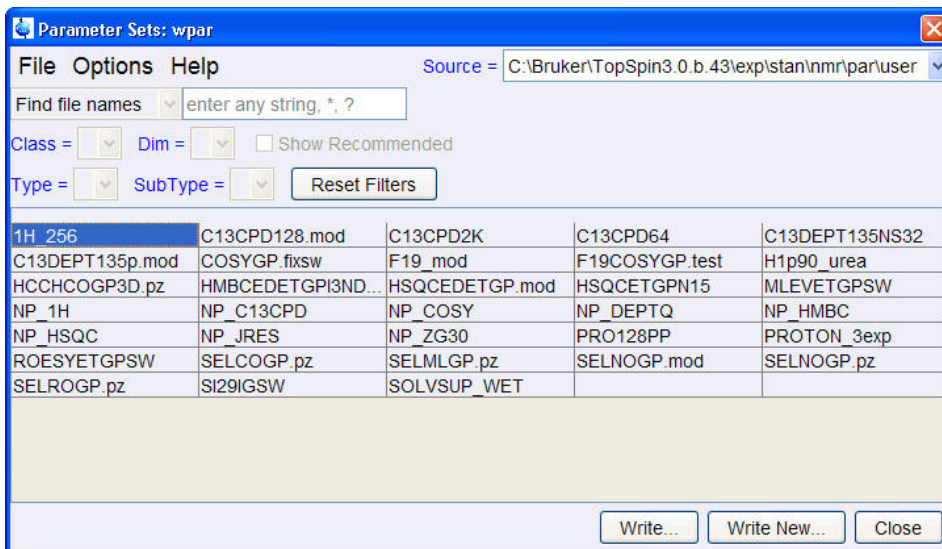 Parameter Sets: wpar
File Options Help Source = C:\Bruker\TopSpin3.0.b.43\exp\stan\nmr\par\user
Find file names enter any string, *, ?
Class = Dim = Show Recommended
Type = SubType = Reset Filters
1H_256 C13CPD128.mod C13CPD2K C13CPD64 C13DEPT135NS32
C13DEPT135p.mod COSYGP.fixsw F19_mod F19COSYGP.test H1p90_urea
HCCHCOGP3D.pz HMBCEDETGPI3ND... HSQCEDETGP.mod HSQCETGPN15 MLEVETGPSW
NP_1H NP_C13CPD NP_COSY NP_DEPTQ NP_HMBC
NP_HSQC NP_JRES NP_ZG30 PRO128PP PROTON_3exp
ROESYETGPSW SELCOGP.pz SELMLGP.pz SELNOGP.mod SELNOGP.pz
SELROGP.pz SI29IGSW SOLVSUP_WET
Write... Write New... Close